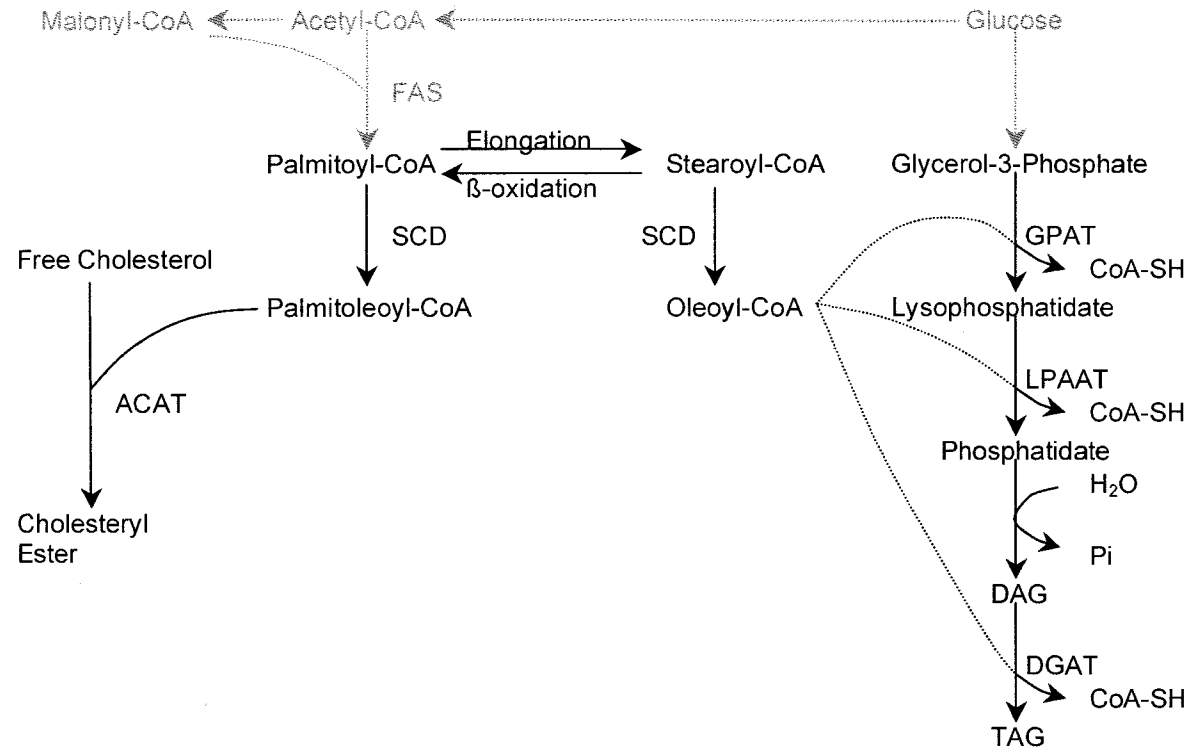 Malonyl-CoA
Acetyl-CoA
Glucose
FAS
Elongation
Palmitoyl-CoA
Stearoyl-CoA
Glycerol-3-Phosphate
ß-oxidation
SCD
SCD
GPAT
Free Cholesterol
CoA-SH
Palmitoleoyl-CoA
Oleoyl-CoA
Lysophosphatidate
LPAAT
ACAT
CoA-SH
Phosphatidate
H₂O
Cholesteryl
Ester
Pi
DAG
DGAT
CoA-SH
TAG